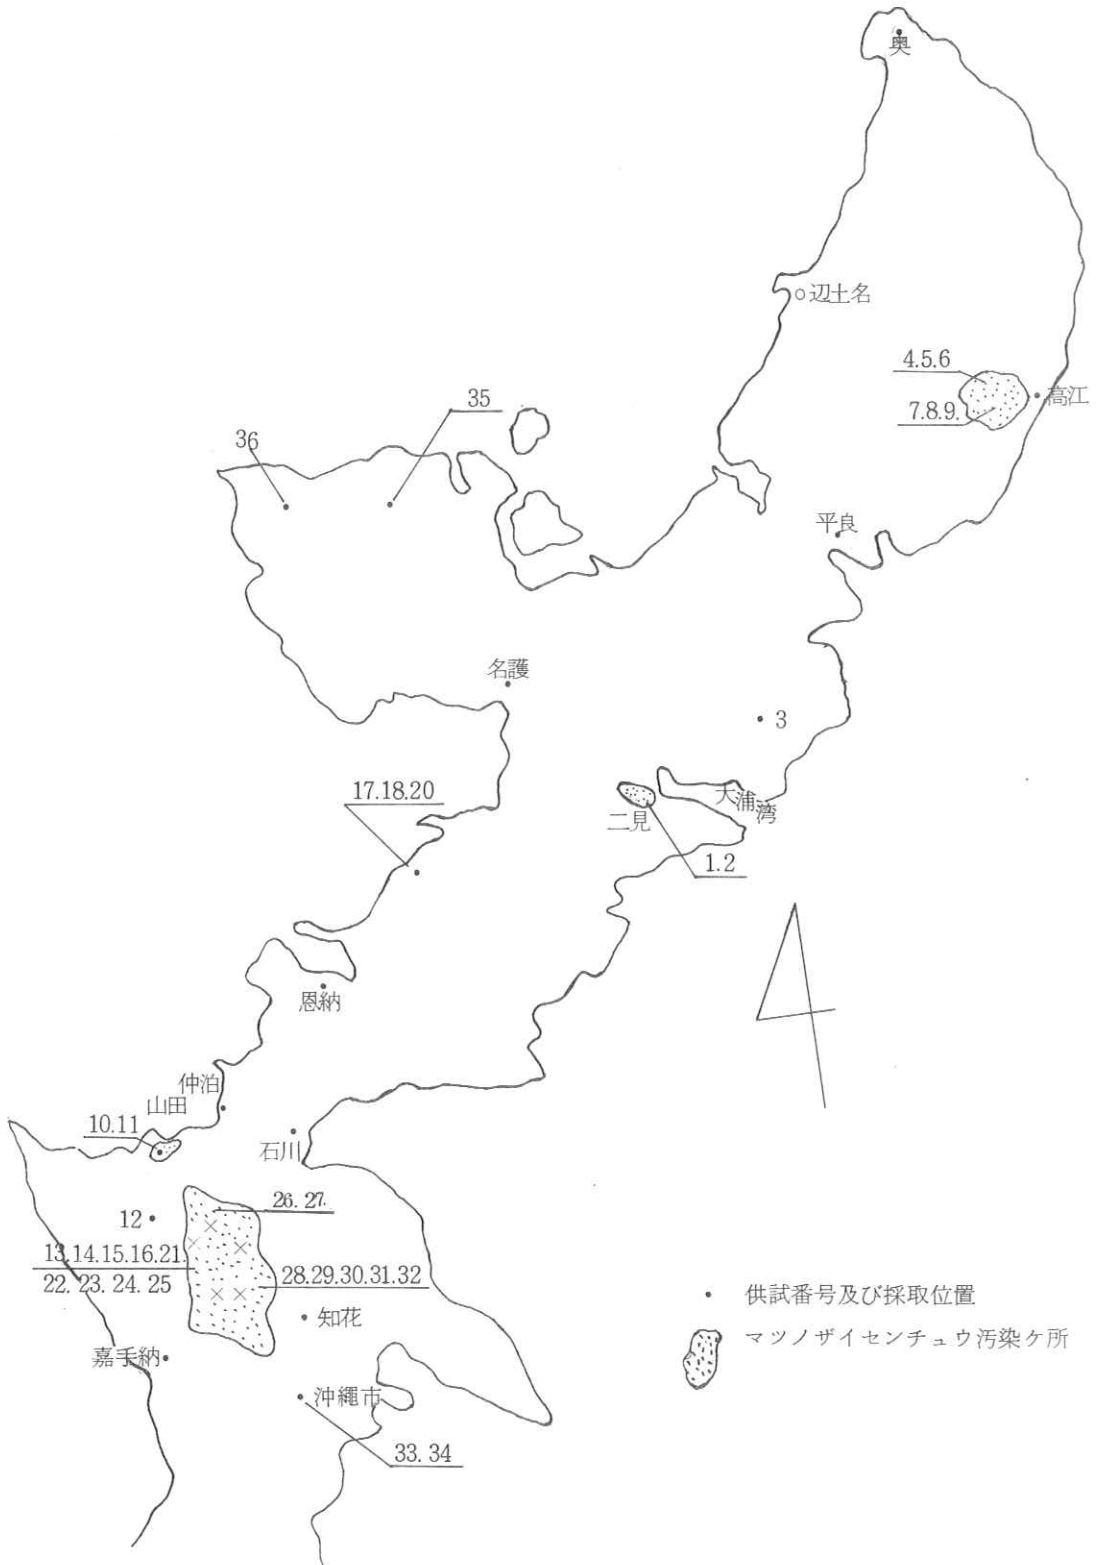 奥
辺土名
4.5.6
高江
7.8.9.
35
36
平良
名護
3
17.18.20
大浦湾
二見
1.2
恩納
仲泊
山田
10.11
石川
26.27.
12
13.14.15.16.21.
22.23.24.25
28.29.30.31.32
知花
嘉手納
沖縄市
33.34
供試番号及び採取位置
マツノザイセンチュウ汚染ケ所